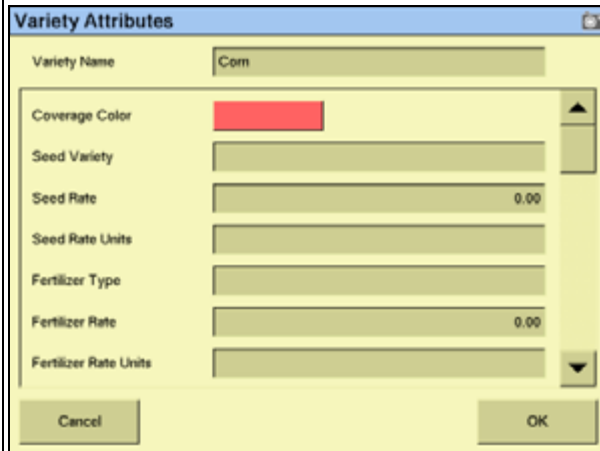 Variety Attributes
Variety Name Corn
Coverage Color
Seed Variety
Seed Rate 0.00
Seed Rate Units
Fertilizer Type
Fertilizer Rate 0.00
Fertilizer Rate Units
Cancel OK